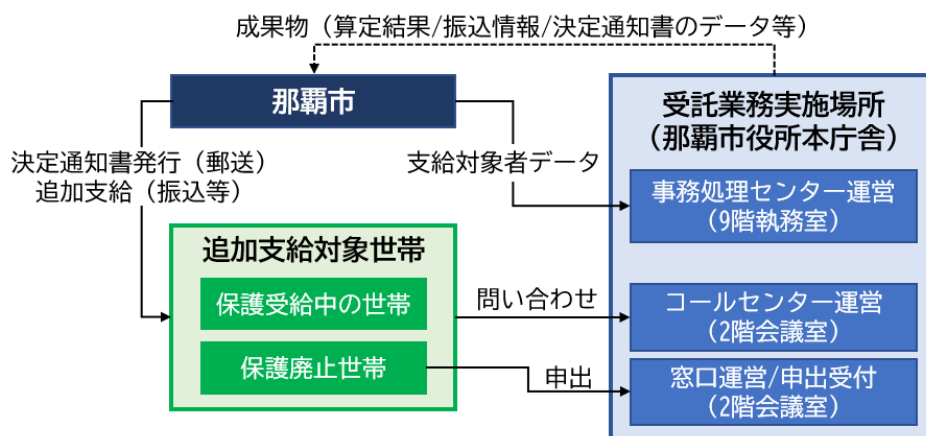 成果物（算定結果/振込情報/決定通知書のデータ等）
那覇市
受託業務実施場所
（那覇市役所本庁舎）
決定通知書発行（郵送）
追加支給（振込等）
支給対象者データ
事務処理センター運営
（9階執務室）
追加支給対象世帯
保護受給中の世帯
問い合わせ
コールセンター運営
（2階会議室）
保護廃止世帯
申出
窓口運営/申出受付
（2階会議室）